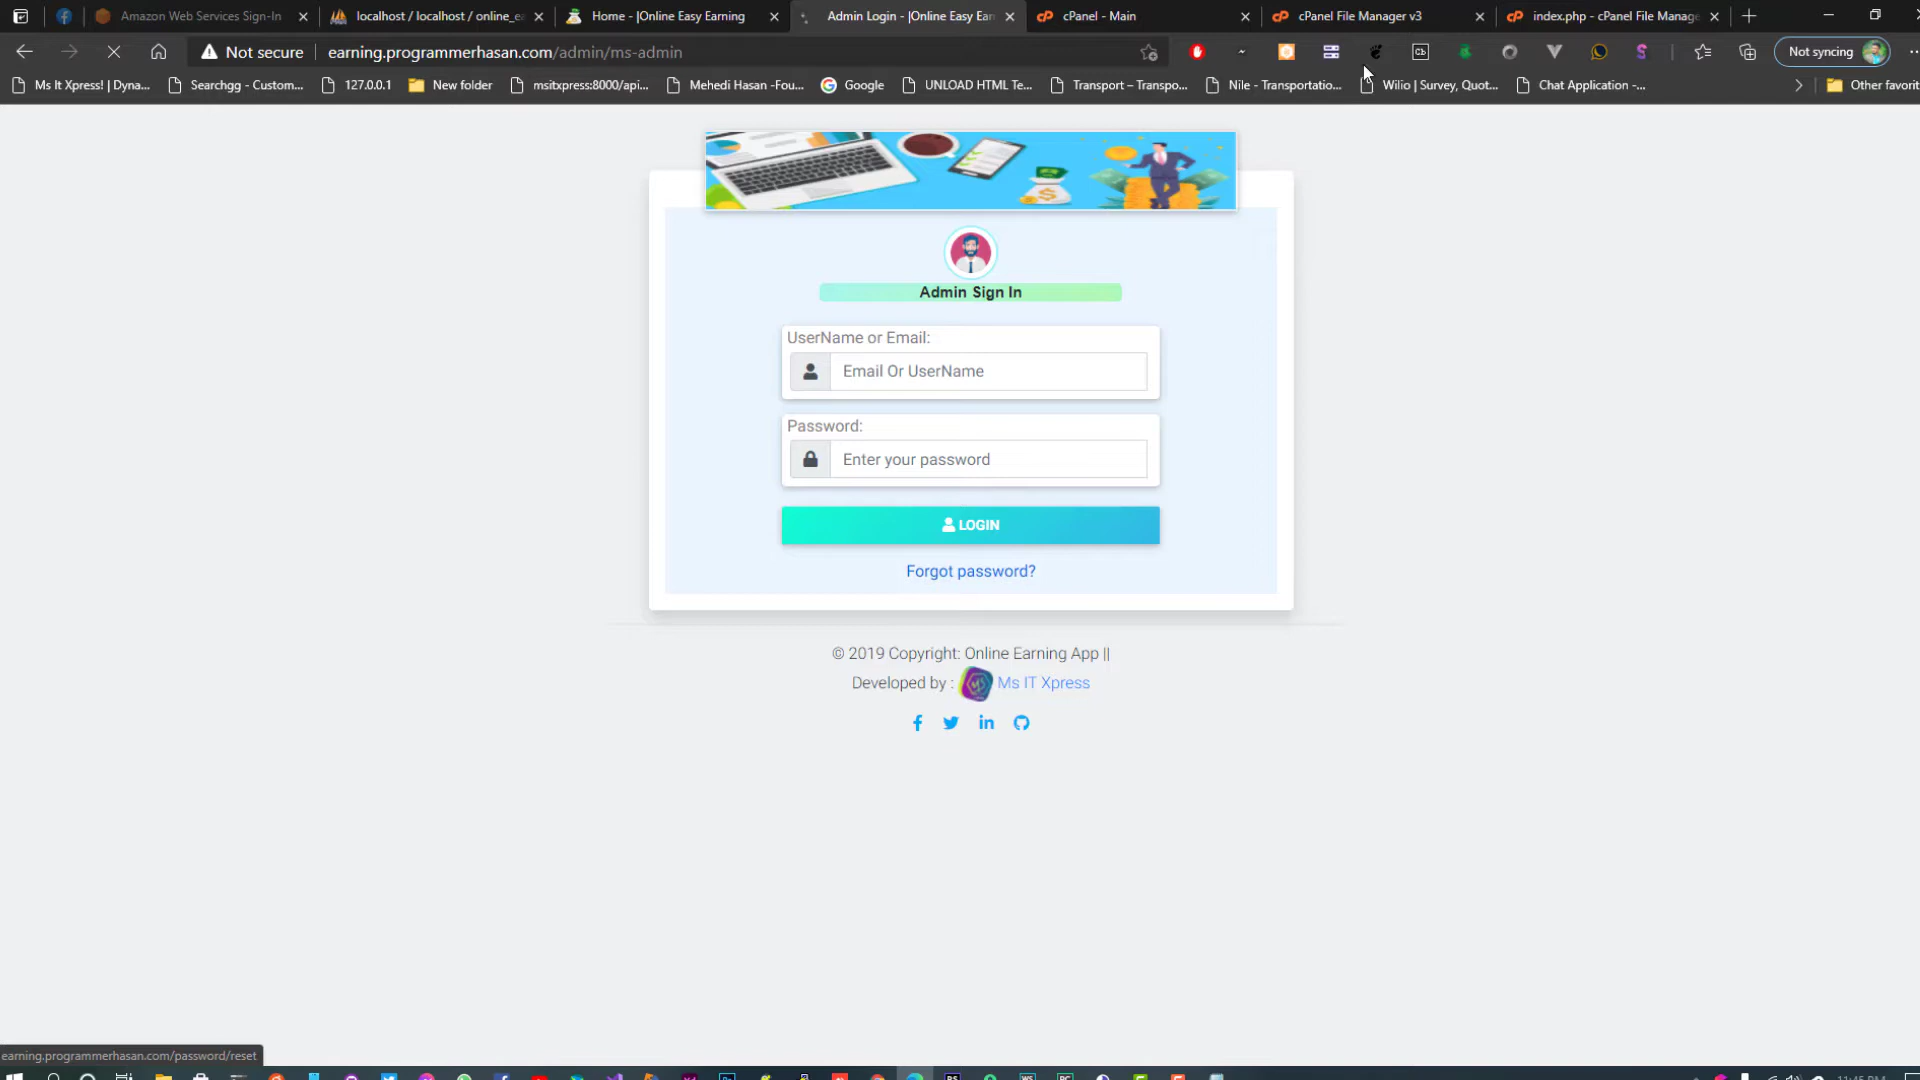 Amazon Web Services Sign-In
localhost / localhost / online_ea
Home - |Online Easy Earning
Admin Login - |Online Easy Ear
cPanel - Main
cPanel File Manager v3
index.php - cPanel File Manage
Not secure
earning.programmerhasan.com/admin/ms-admin
Not syncing
Ms It Xpress! | Dyna...
Searchgg - Custom...
127.0.0.1
New folder
msitxpress:8000/api...
Mehedi Hasan -Fou...
Google
UNLOAD HTML Te...
Transport – Transpo...
Nile - Transportatio...
Wilio | Survey, Quot...
Chat Application -...
Other favorit
Admin Sign In
UserName or Email:
Email Or UserName
Password:
Enter your password
LOGIN
Forgot password?
© 2019 Copyright: Online Earning App ||
Developed by : Ms IT Xpress
earning.programmerhasan.com/password/reset